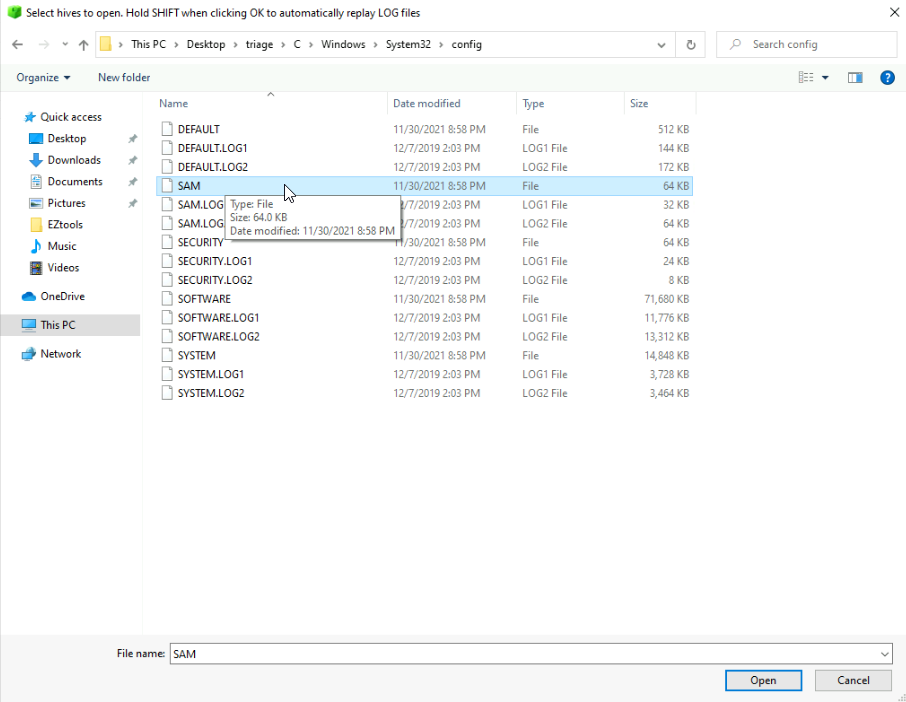 Select hives to open. Hold SHIFT when clicking OK to automatically replay LOG files
This PC > Desktop > triage > C > Windows > System32 > config
Search config
Organize
New folder
Name Date modified Type Size
Quick access
Desktop
Downloads
Documents
Pictures
EZtools
Music
Videos
OneDrive
This PC
Network
DEFAULT 11/30/2021 8:58 PM File 512 KB
DEFAULT.LOG1 12/7/2019 2:03 PM LOG1 File 144 KB
DEFAULT.LOG2 12/7/2019 2:03 PM LOG2 File 172 KB
SAM 11/30/2021 8:58 PM File 64 KB
SAM.LOG 2/7/2019 2:03 PM LOG1 File 32 KB
SAM.LOG 2/7/2019 2:03 PM LOG2 File 64 KB
SECURITY 11/30/2021 8:58 PM File 64 KB
SECURITY.LOG1 12/7/2019 2:03 PM LOG1 File 24 KB
SECURITY.LOG2 12/7/2019 2:03 PM LOG2 File 8 KB
SOFTWARE 11/30/2021 8:58 PM File 71,680 KB
SOFTWARE.LOG1 12/7/2019 2:03 PM LOG1 File 11,776 KB
SOFTWARE.LOG2 12/7/2019 2:03 PM LOG2 File 13,312 KB
SYSTEM 11/30/2021 8:58 PM File 14,848 KB
SYSTEM.LOG1 12/7/2019 2:03 PM LOG1 File 3,728 KB
SYSTEM.LOG2 12/7/2019 2:03 PM LOG2 File 3,464 KB
Type: File
Size: 64.0 KB
Date modified: 11/30/2021 8:58 PM
File name: SAM
Open
Cancel